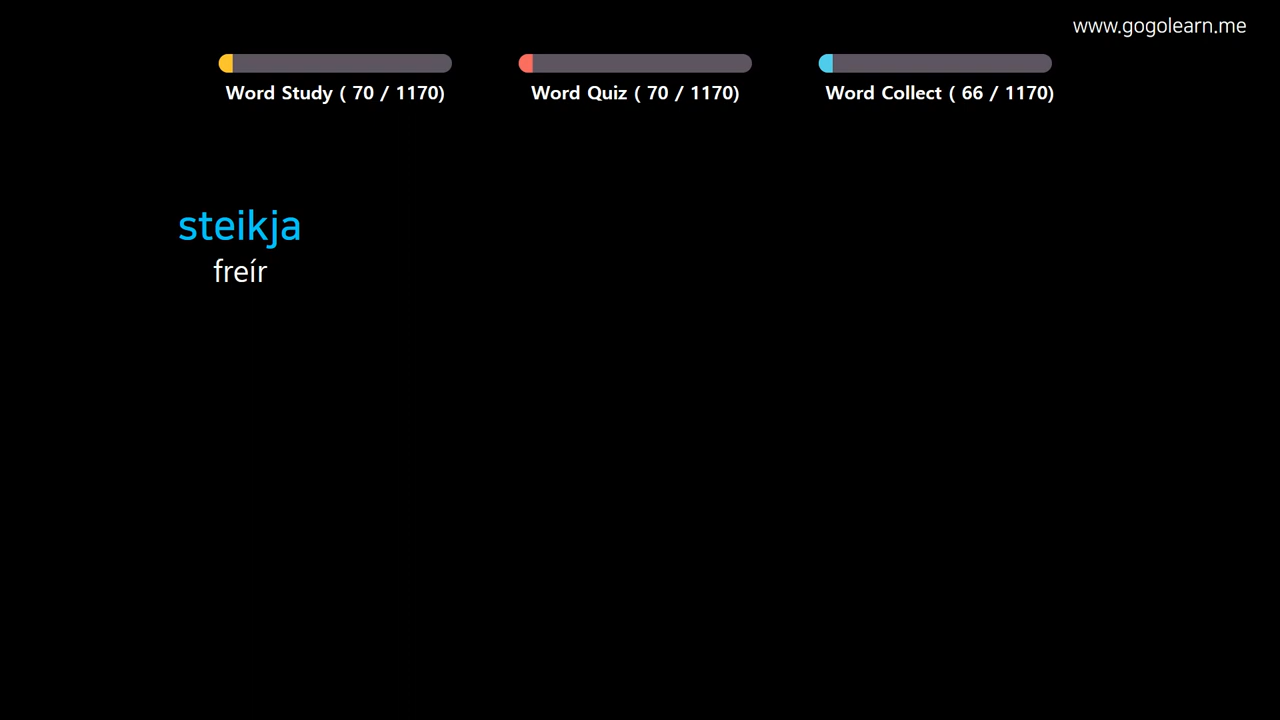 www.gogolearn.me
Word Study ( 70 / 1170)
Word Quiz ( 70 / 1170)
Word Collect ( 66 / 1170)
steikja
freír